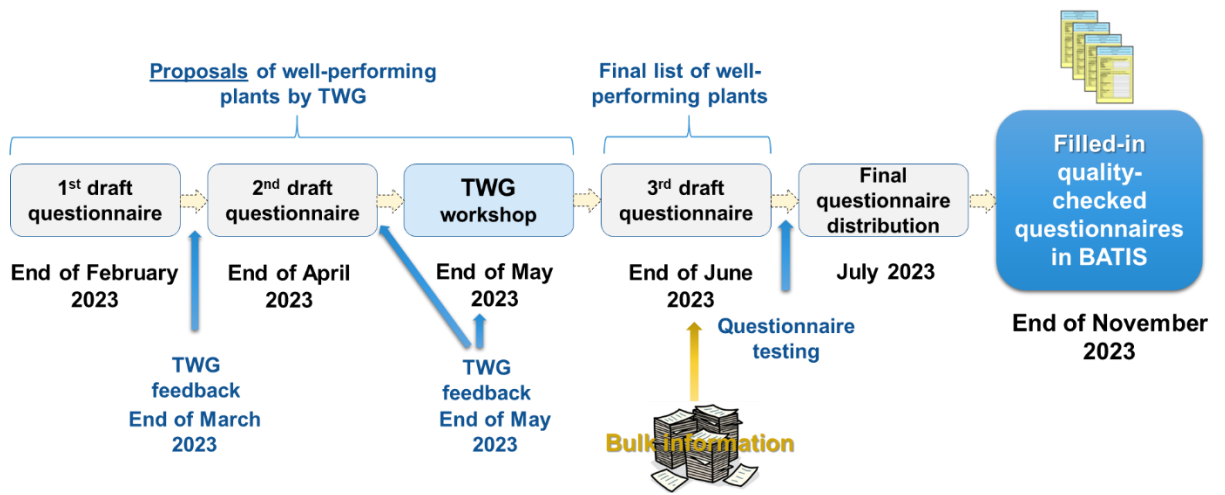 Proposals of well-performing
plants by TWG
Final list of well-
performing plants
1st draft
questionnaire
2nd draft
questionnaire
TWG
workshop
3rd draft
questionnaire
Final
questionnaire
distribution
Filled-in
quality-
checked
questionnaires
in BATIS
End of February
2023
End of April
2023
End of May
2023
End of June
2023
July 2023
End of November
2023
TWG
feedback
End of March
2023
TWG
feedback
End of May
2023
Questionnaire
testing
Bulk information